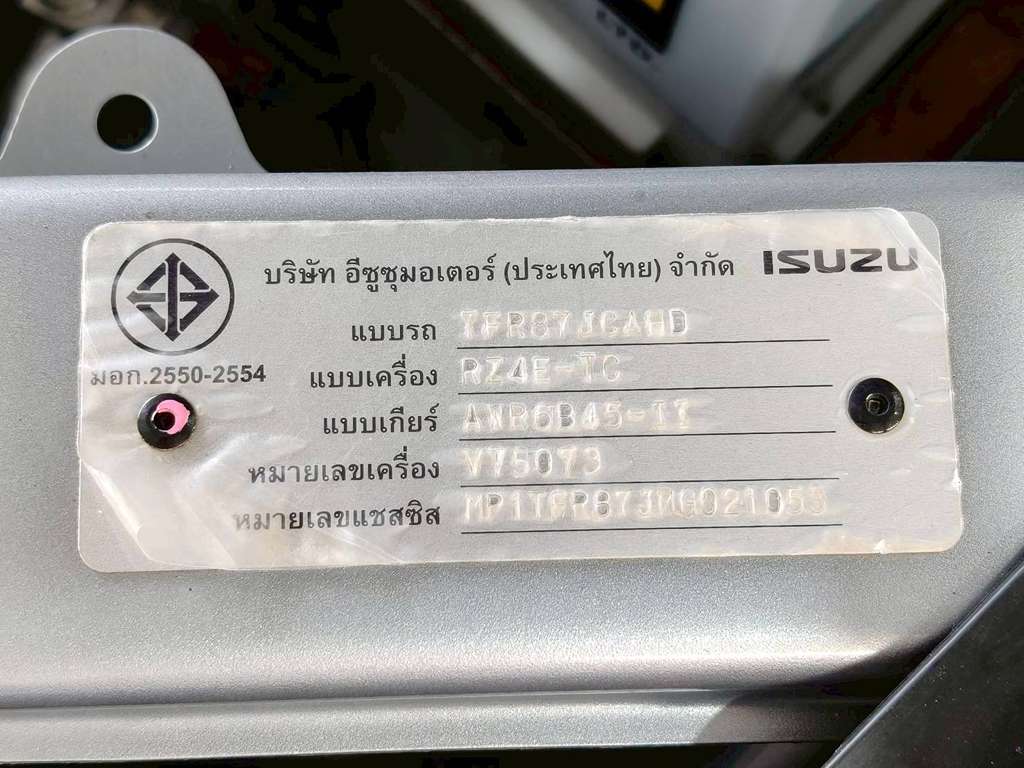 บริษัท อีซูซุมอเตอร์ (ประเทศไทย) จำกัด ISUZU
แบบรถ TFR87JCAHD
มอก.2550-2554
แบบเครื่อง RZ4E-TC
แบบเกียร์
หมายเลขเครื่อง Y75073
หมายเลขแชสซิส MP1TFR87JMG021053